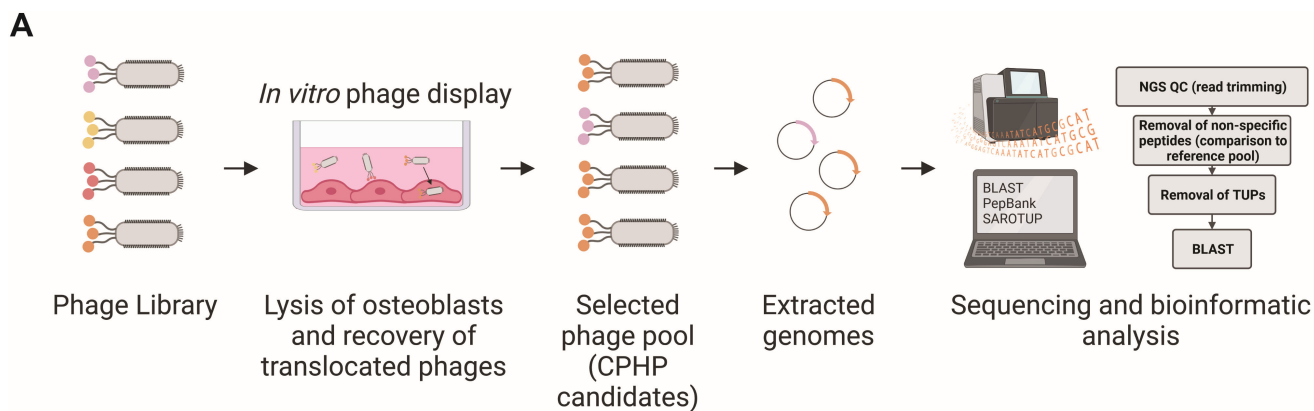 A
In vitro phage display
NGS QC (read trimming)
Removal of non-specific
peptides (comparison to
reference pool)
Removal of TUPs
BLAST
BLAST
PepBank
SAROTUP
Phage Library
Lysis of osteoblasts
and recovery of
translocated phages
Selected
phage pool
(CPHP
candidates)
Extracted
genomes
Sequencing and bioinformatic
analysis